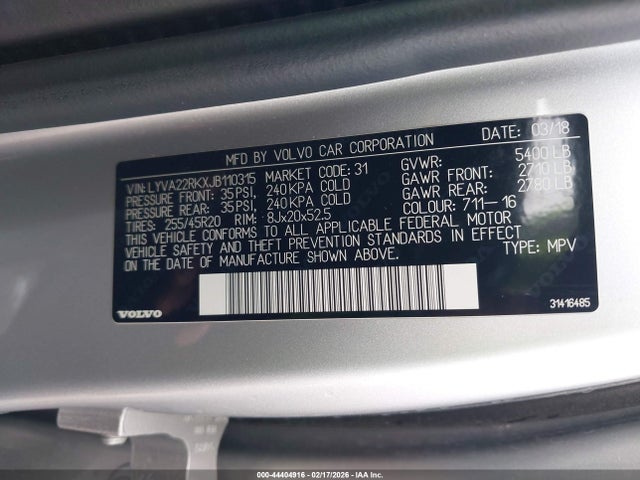 MFD BY VOLVO CAR CORPORATION DATE: 03/18
VIN: LYVA22RKXJB110315 MARKET CODE: 31 GVWR: 5400 LB
PRESSURE FRONT: 35 PSI, 240 KPA COLD GAWR FRONT: 2710 LB
PRESSURE REAR: 35 PSI, 240 KPA COLD GAWR REAR: 2780 LB
TIRES: 255/45R20 RIM: 8Jx20x52.5 COLOUR: 711-16
THIS VEHICLE CONFORMS TO ALL APPLICABLE FEDERAL MOTOR
VEHICLE SAFETY AND THEFT PREVENTION STANDARDS IN EFFECT
ON THE DATE OF MANUFACTURE SHOWN ABOVE. TYPE: MPV
VOLVO 31416485
000-44404916 - 02/17/2026 - IAA Inc.